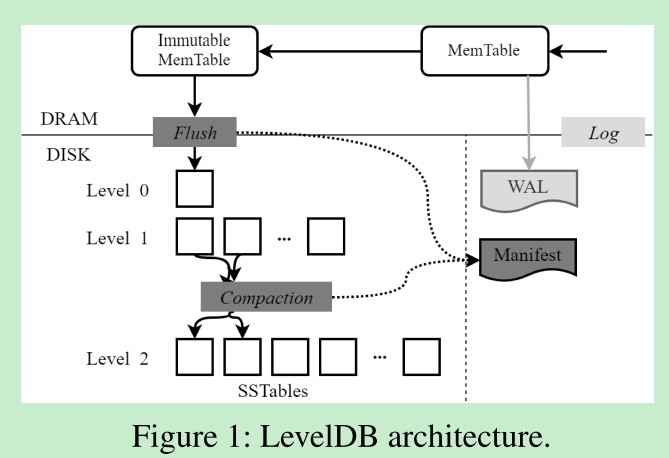 Immutable
MemTable
MemTable
DRAM
Flush
Log
DISK
Level 0
WAL
Level 1
...
Manifest
Compaction
Level 2
...
SSTables
Figure 1: LevelDB architecture.